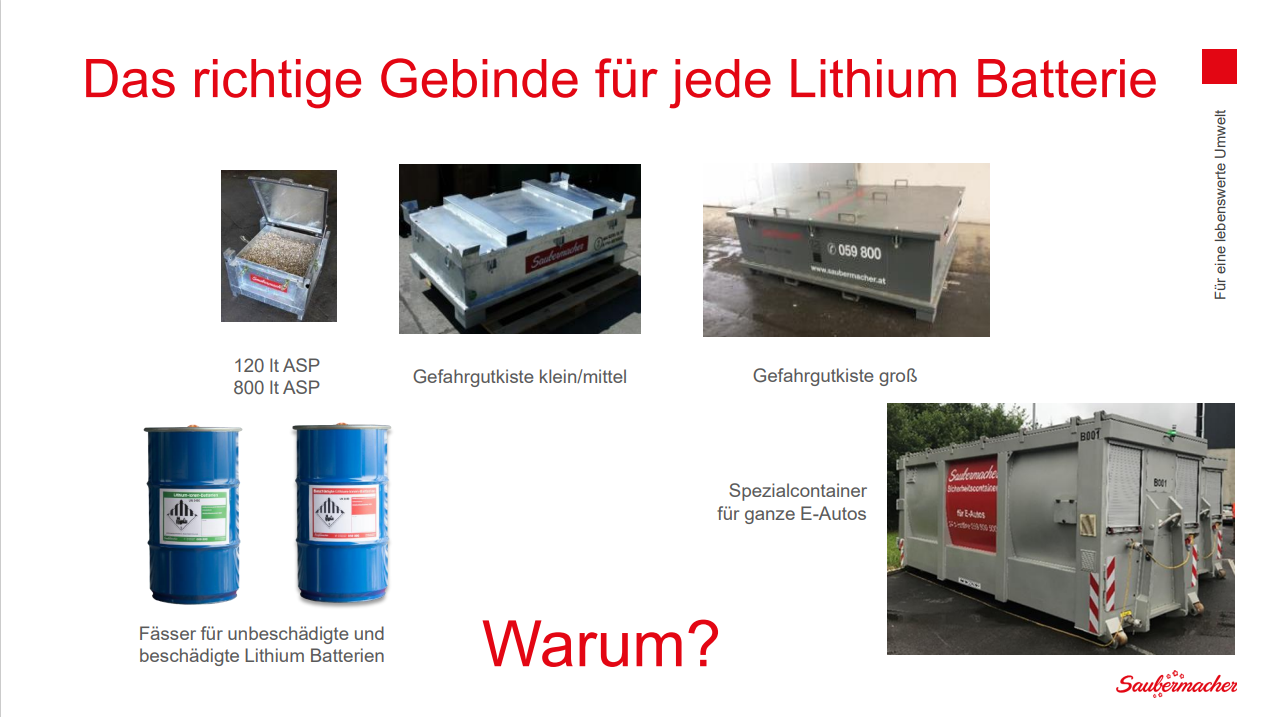 Das richtige Gebinde für jede Lithium Batterie
Für eine lebenswerte Umwelt
Saubermacher
Saubermacher
059 800
www.saubermacher.at
120 lt ASP
800 lt ASP
Gefahrgutkiste klein/mittel
Gefahrgutkiste groß
B001
B001
Saubermacher
Sicherheitscontainer
für E-Autos
Spezialcontainer
für ganze E-Autos
Fässer für unbeschädigte und
beschädigte Lithium Batterien
Warum?
Saubermacher